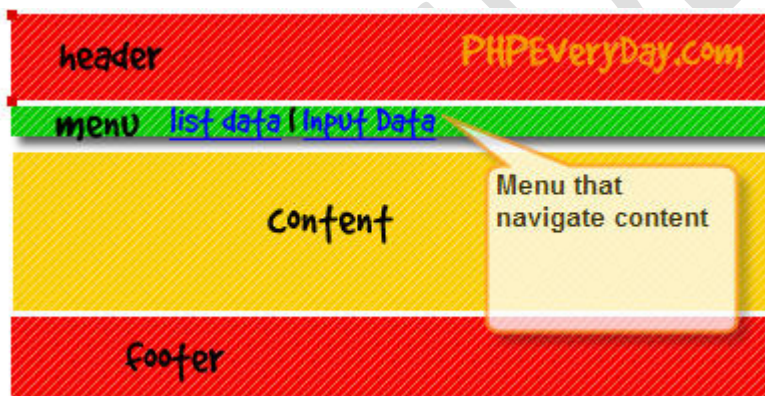 header PHPEveryDay.com
menu list data | Input Data
Menu that
navigate content
content
footer